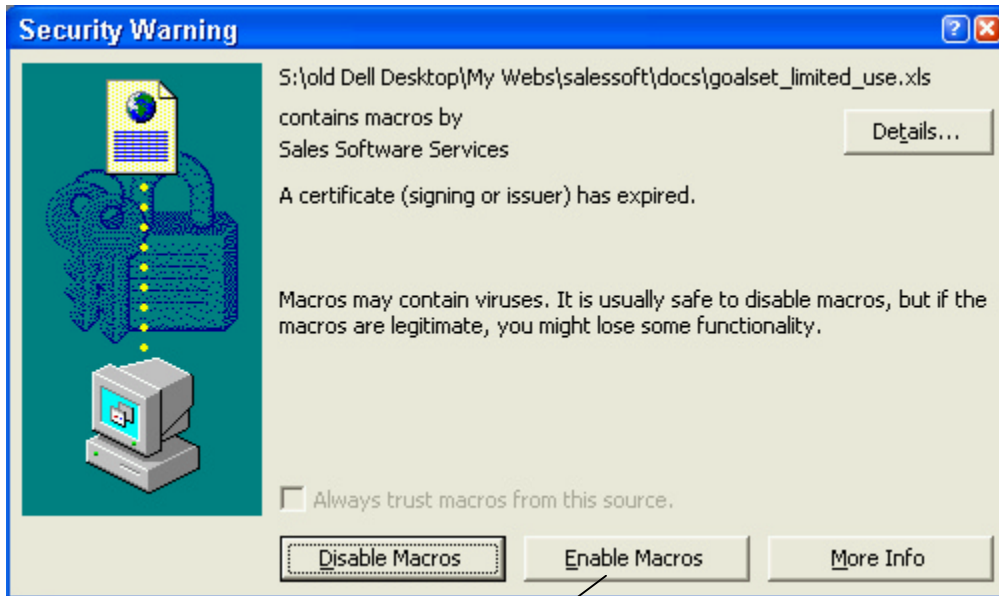 Security Warning
S:\old Dell Desktop\My Webs\salessoft\docs\goalset_limited_use.xls
contains macros by
Sales Software Services
Details...
A certificate (signing or issuer) has expired.
Macros may contain viruses. It is usually safe to disable macros, but if the
macros are legitimate, you might lose some functionality.
Always trust macros from this source.
Disable Macros
Enable Macros
More Info